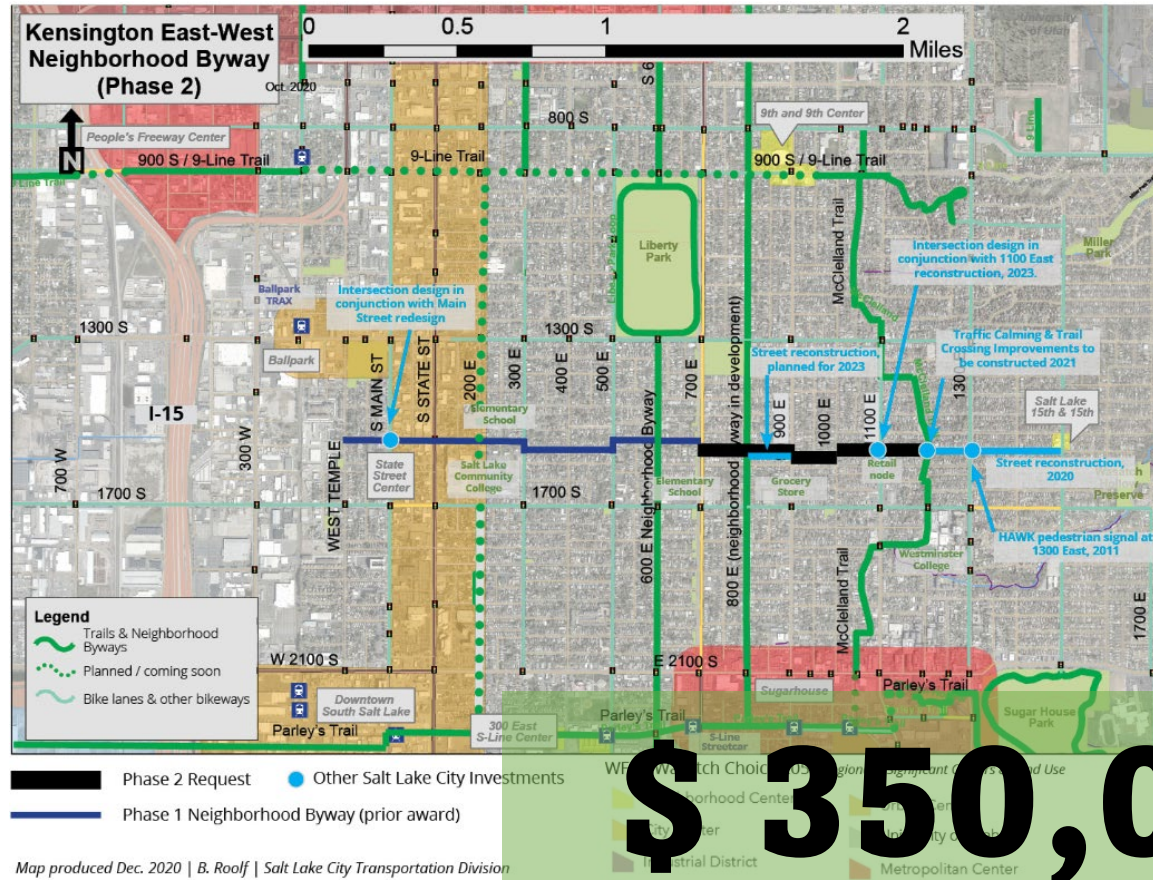 Kensington East-West
Neighborhood Byway
(Phase 2)
Oct 2020
0 0.5 1 2
Miles
N
People's Freeway Center
900 S / 9-Line Trail
800 S
9-Line Trail
9th and 9th Center
900 S / 9-Line Trail
Liberty
Park
McClelland Trail
Miller
Park
Intersection design in
conjunction with 1100 East
reconstruction, 2023.
Ballpark
TRAX
Intersection design in
conjunction with Main
Street redesign
1300 S
Ballpark
1300 S
Traffic Calming & Trail
Crossing Improvements to
be constructed 2021
Street reconstruction,
planned for 2023
Salt Lake
15th & 15th
I-15
700 W
300 W
WEST TEMPLE
S MAIN ST
S STATE ST
200 E
300 E
400 E
500 E
600 E Neighborhood Byway
700 E
800 E (neighborhood byway in development)
900 E
1000 E
1100 E
Elementary
School
State
Street
Center
Salt Lake
Community
College
Elementary
School
Grocery
Store
Retail
node
Street reconstruction,
2020
Preserve
1700 S
1700 S
HAWK pedestrian signal at
1300 East, 2011
Westminster
College
McClelland Trail
1700 E
Legend
Trails & Neighborhood
Byways
Planned / coming soon
Bike lanes & other bikeways
W 2100 S
E 2100 S
Downtown
South Salt Lake
Parley's Trail
300 East
S-Line Center
Parley's Trail
S-Line
Streetcar
Sugarhouse
Parley's Trail
Sugar House
Park
Phase 2 Request
Other Salt Lake City Investments
Phase 1 Neighborhood Byway (prior award)
$ 350,0
Industrial District
Metropolitan Center
Map produced Dec. 2020 | B. Roolf | Salt Lake City Transportation Division